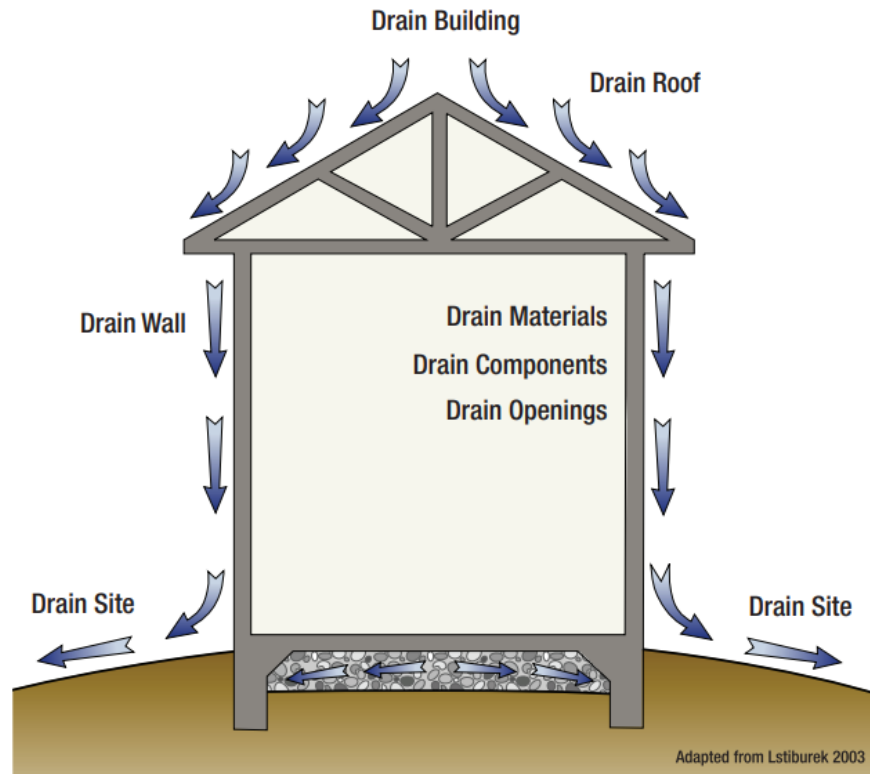 Drain Building
Drain Roof
Drain Wall
Drain Materials
Drain Components
Drain Openings
Drain Site
Drain Site
Adapted from Lstiburek 2003